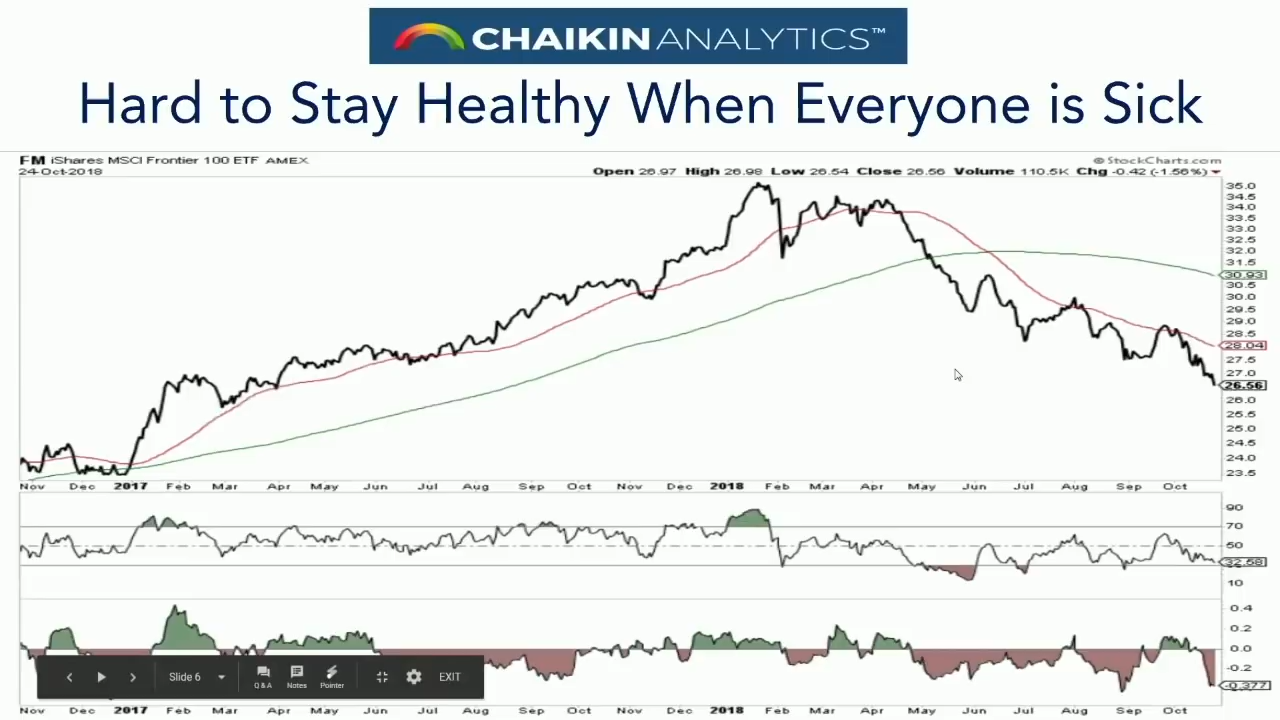 CHAIKIN ANALYTICS™
Hard to Stay Healthy When Everyone is Sick
FM iShares MSCI Frontier 100 ETF AMEX
© StockCharts.com
24-Oct-2018
Open 26.97 High 26.98 Low 26.54 Close 26.56 Volume 110.5K Chg -0.42 (-1.56%)
35.0
34.5
34.0
33.5
33.0
32.5
32.0
31.5
30.93
30.5
30.0
29.5
29.0
28.5
28.04
27.5
27.0
26.56
26.0
25.5
25.0
24.5
24.0
23.5
Nov Dec 2017 Feb Mar Apr May Jun Jul Aug Sep Oct Nov Dec 2018 Feb Mar Apr May Jun Jul Aug Sep Oct
90
70
50
32.58
10
0.4
0.2
0.0
-0.2
-0.377
Slide 6
Q & A
Notes
Pointer
EXIT
Nov Dec 2017 Feb Mar Apr May Jun Jul Aug Sep Oct Nov Dec 2018 Feb Mar Apr May Jun Jul Aug Sep Oct